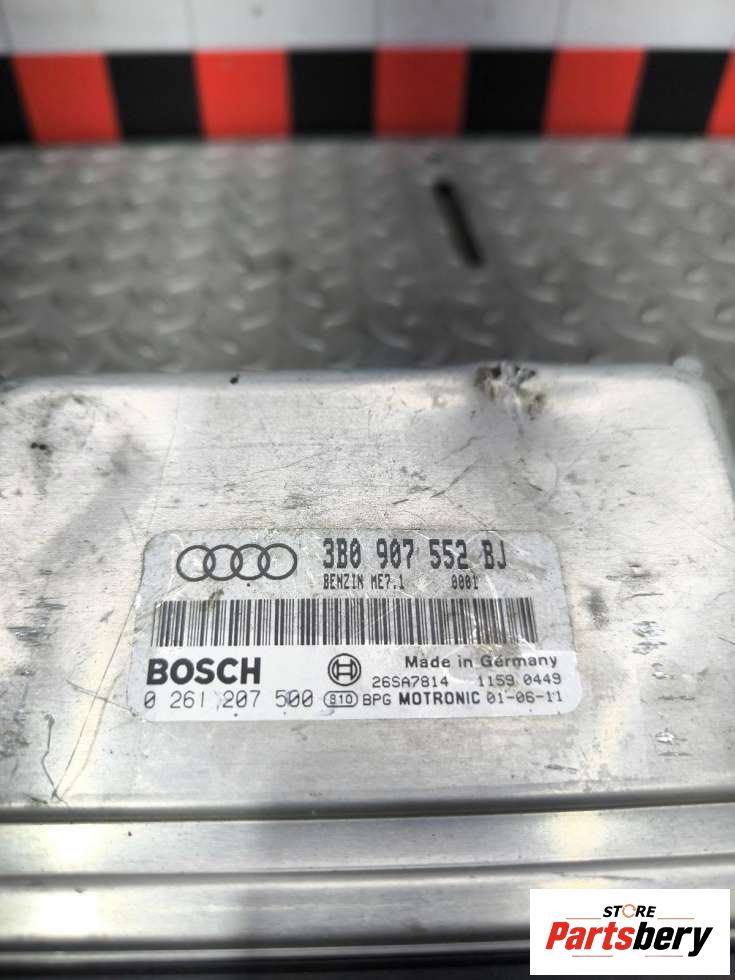 3B0 907 552 BJ
BENZIN ME7.1 0001
BOSCH
Made in Germany
26SA7814 1159 0449
0 261 207 500 810 BPG MOTRONIC 01-06-11
STORE
Partsbery